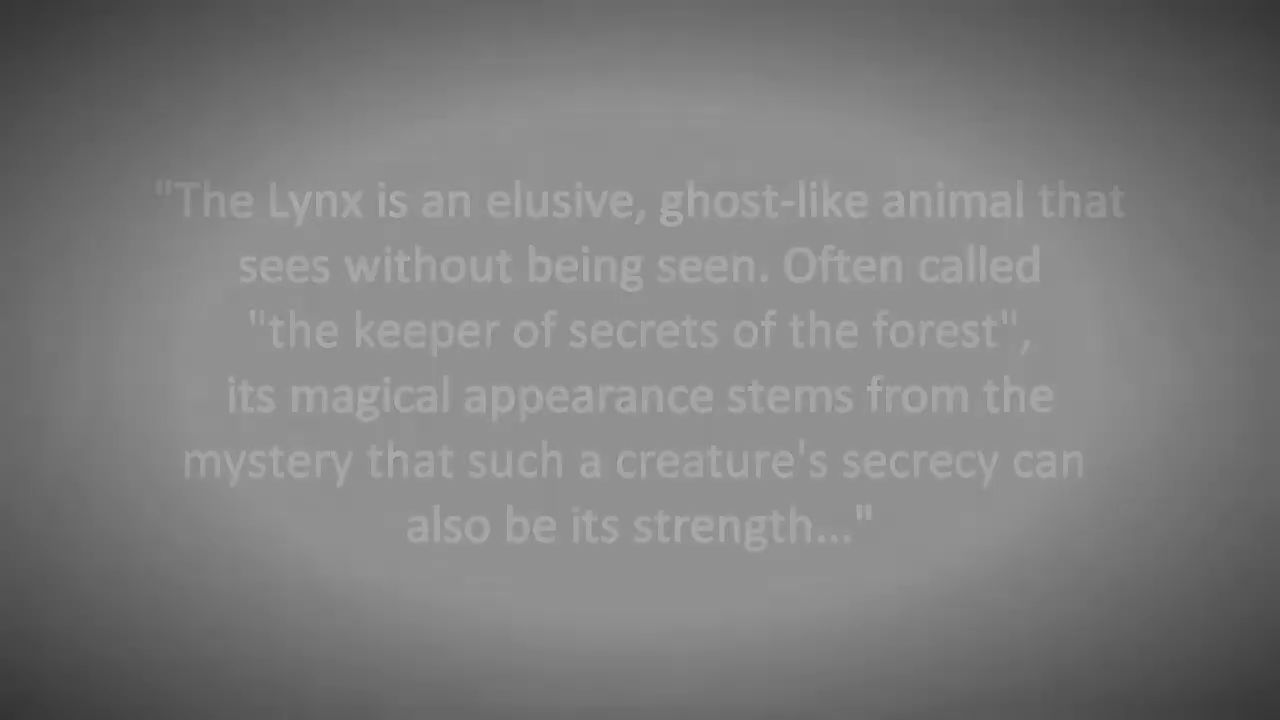 "The Lynx is an elusive, ghost-like animal that
sees without being seen. Often called
"the keeper of secrets of the forest",
its magical appearance stems from the
mystery that such a creature's secrecy can
also be its strength..."